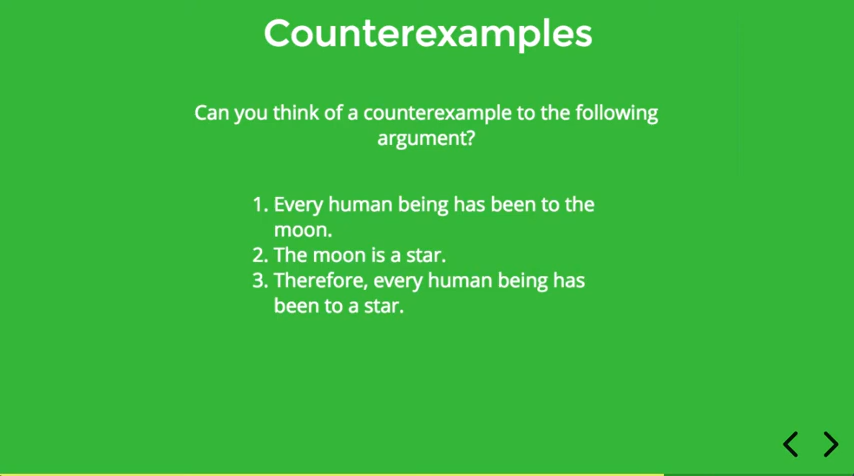 Counterexamples
Can you think of a counterexample to the following
argument?
1. Every human being has been to the
moon.
2. The moon is a star.
3. Therefore, every human being has
been to a star.